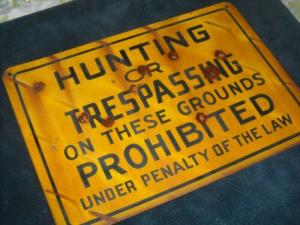 HUNTING
OR
TRESPASSING
ON THESE GROUNDS
PROHIBITED
UNDER PENALTY OF THE LAW